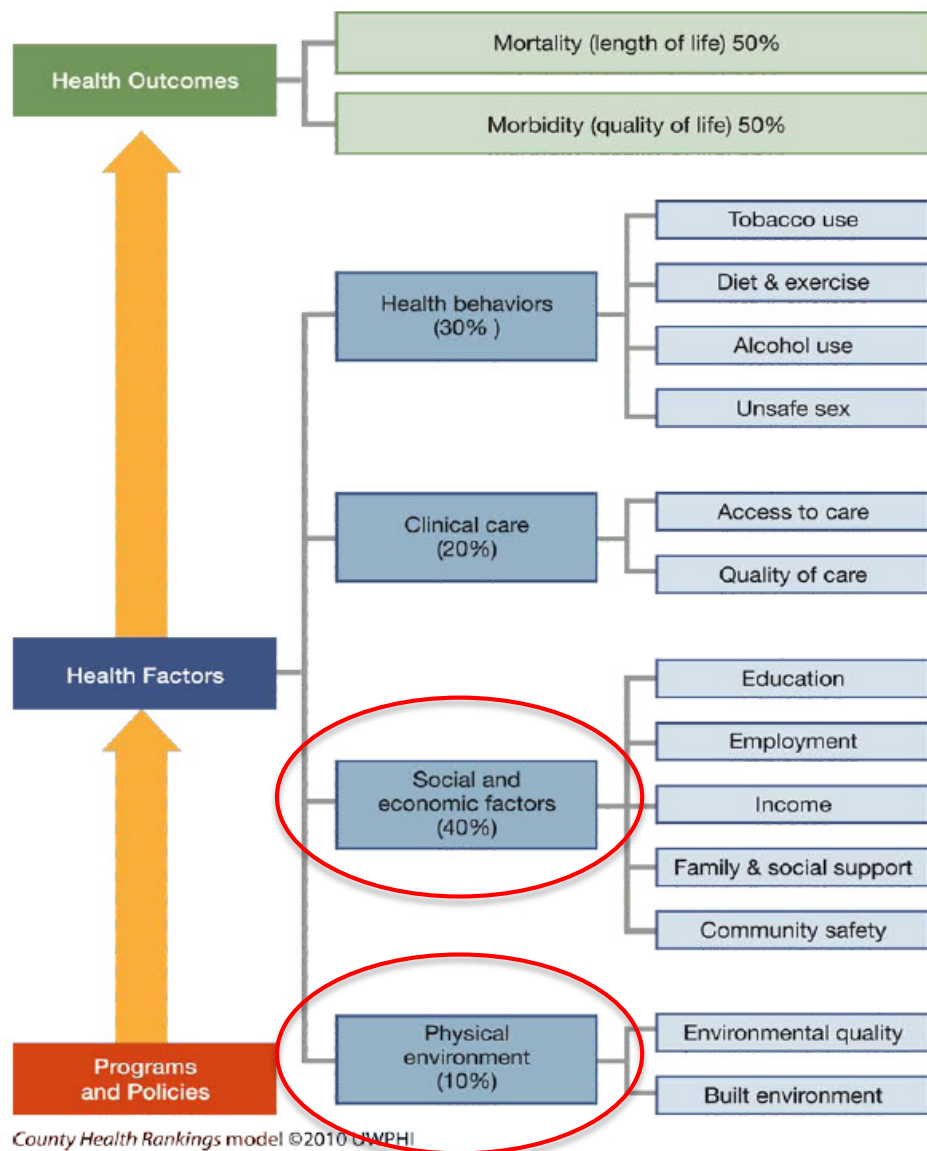 Health Outcomes
Mortality (length of life) 50%
Morbidity (quality of life) 50%
Health Factors
Health behaviors
(30% )
Tobacco use
Diet & exercise
Alcohol use
Unsafe sex
Clinical care
(20%)
Access to care
Quality of care
Social and
economic factors
(40%)
Education
Employment
Income
Family & social support
Community safety
Physical
environment
(10%)
Environmental quality
Built environment
Programs
and Policies
County Health Rankings model ©2010 UWPHI